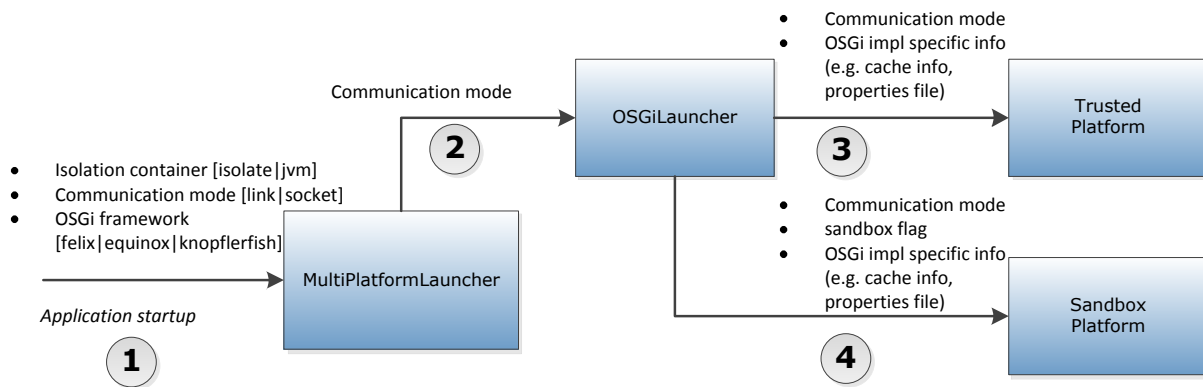 • Isolation container [isolate|jvm]
• Communication mode [link|socket]
• OSGi framework
[felix|equinox|knopflerfish]
Application startup
1
MultiPlatformLauncher
Communication mode
2
OSGiLauncher
• Communication mode
• OSGi impl specific info
(e.g. cache info,
properties file)
3
Trusted
Platform
• Communication mode
• sandbox flag
• OSGi impl specific info
(e.g. cache info,
properties file)
4
Sandbox
Platform